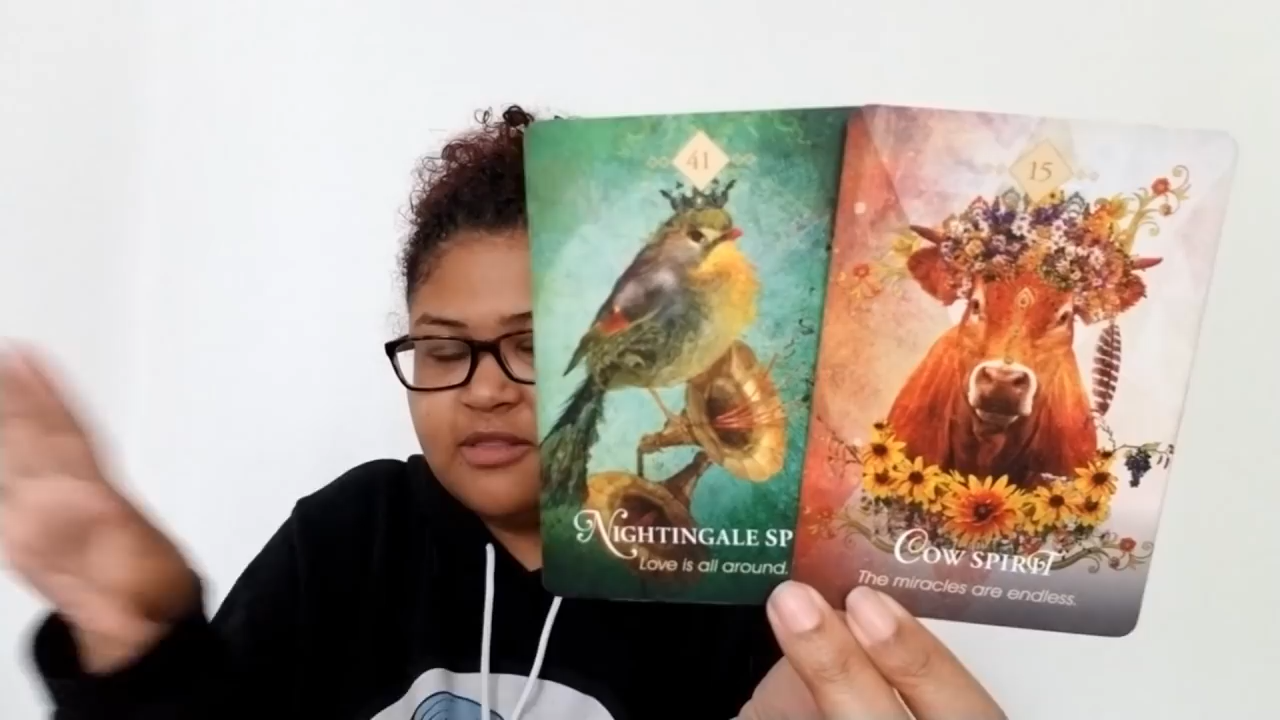 41
NIGHTINGALE SP
Love is all around.
15
COW SPIRIT
The miracles are endless.